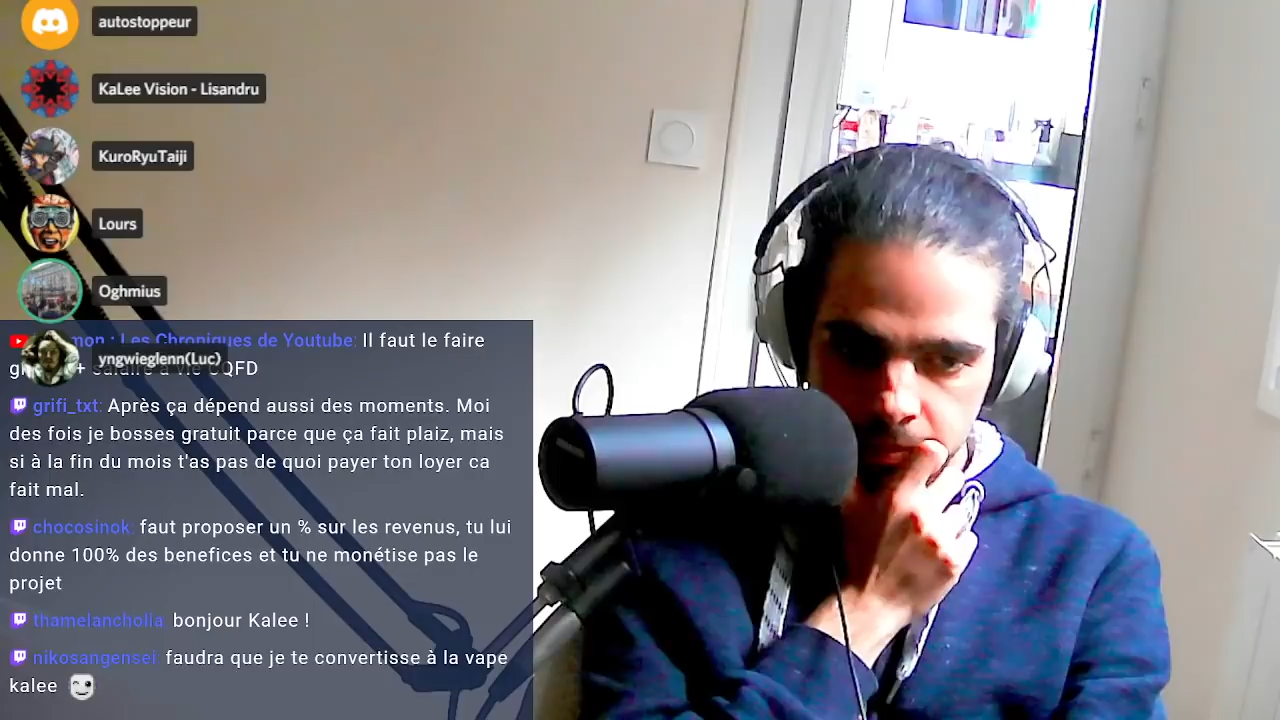 autostoppeur
KaLee Vision - Lisandru
KuroRyuTaiji
Lours
Oghmius
mon : Les Chroniques de Youtube: Il faut le faire
yngwieglenn(Luc)
+ salaire à vie CQFD
grifi_txt: Après ça dépend aussi des moments. Moi
des fois je bosses gratuit parce que ça fait plaiz, mais
si à la fin du mois t'as pas de quoi payer ton loyer ca
fait mal.
chocosinok: faut proposer un % sur les revenus, tu lui
donne 100% des benefices et tu ne monétise pas le
projet
thamelancholia bonjour Kalee !
nikosangensei: faudra que je te convertisse à la vape
kalee